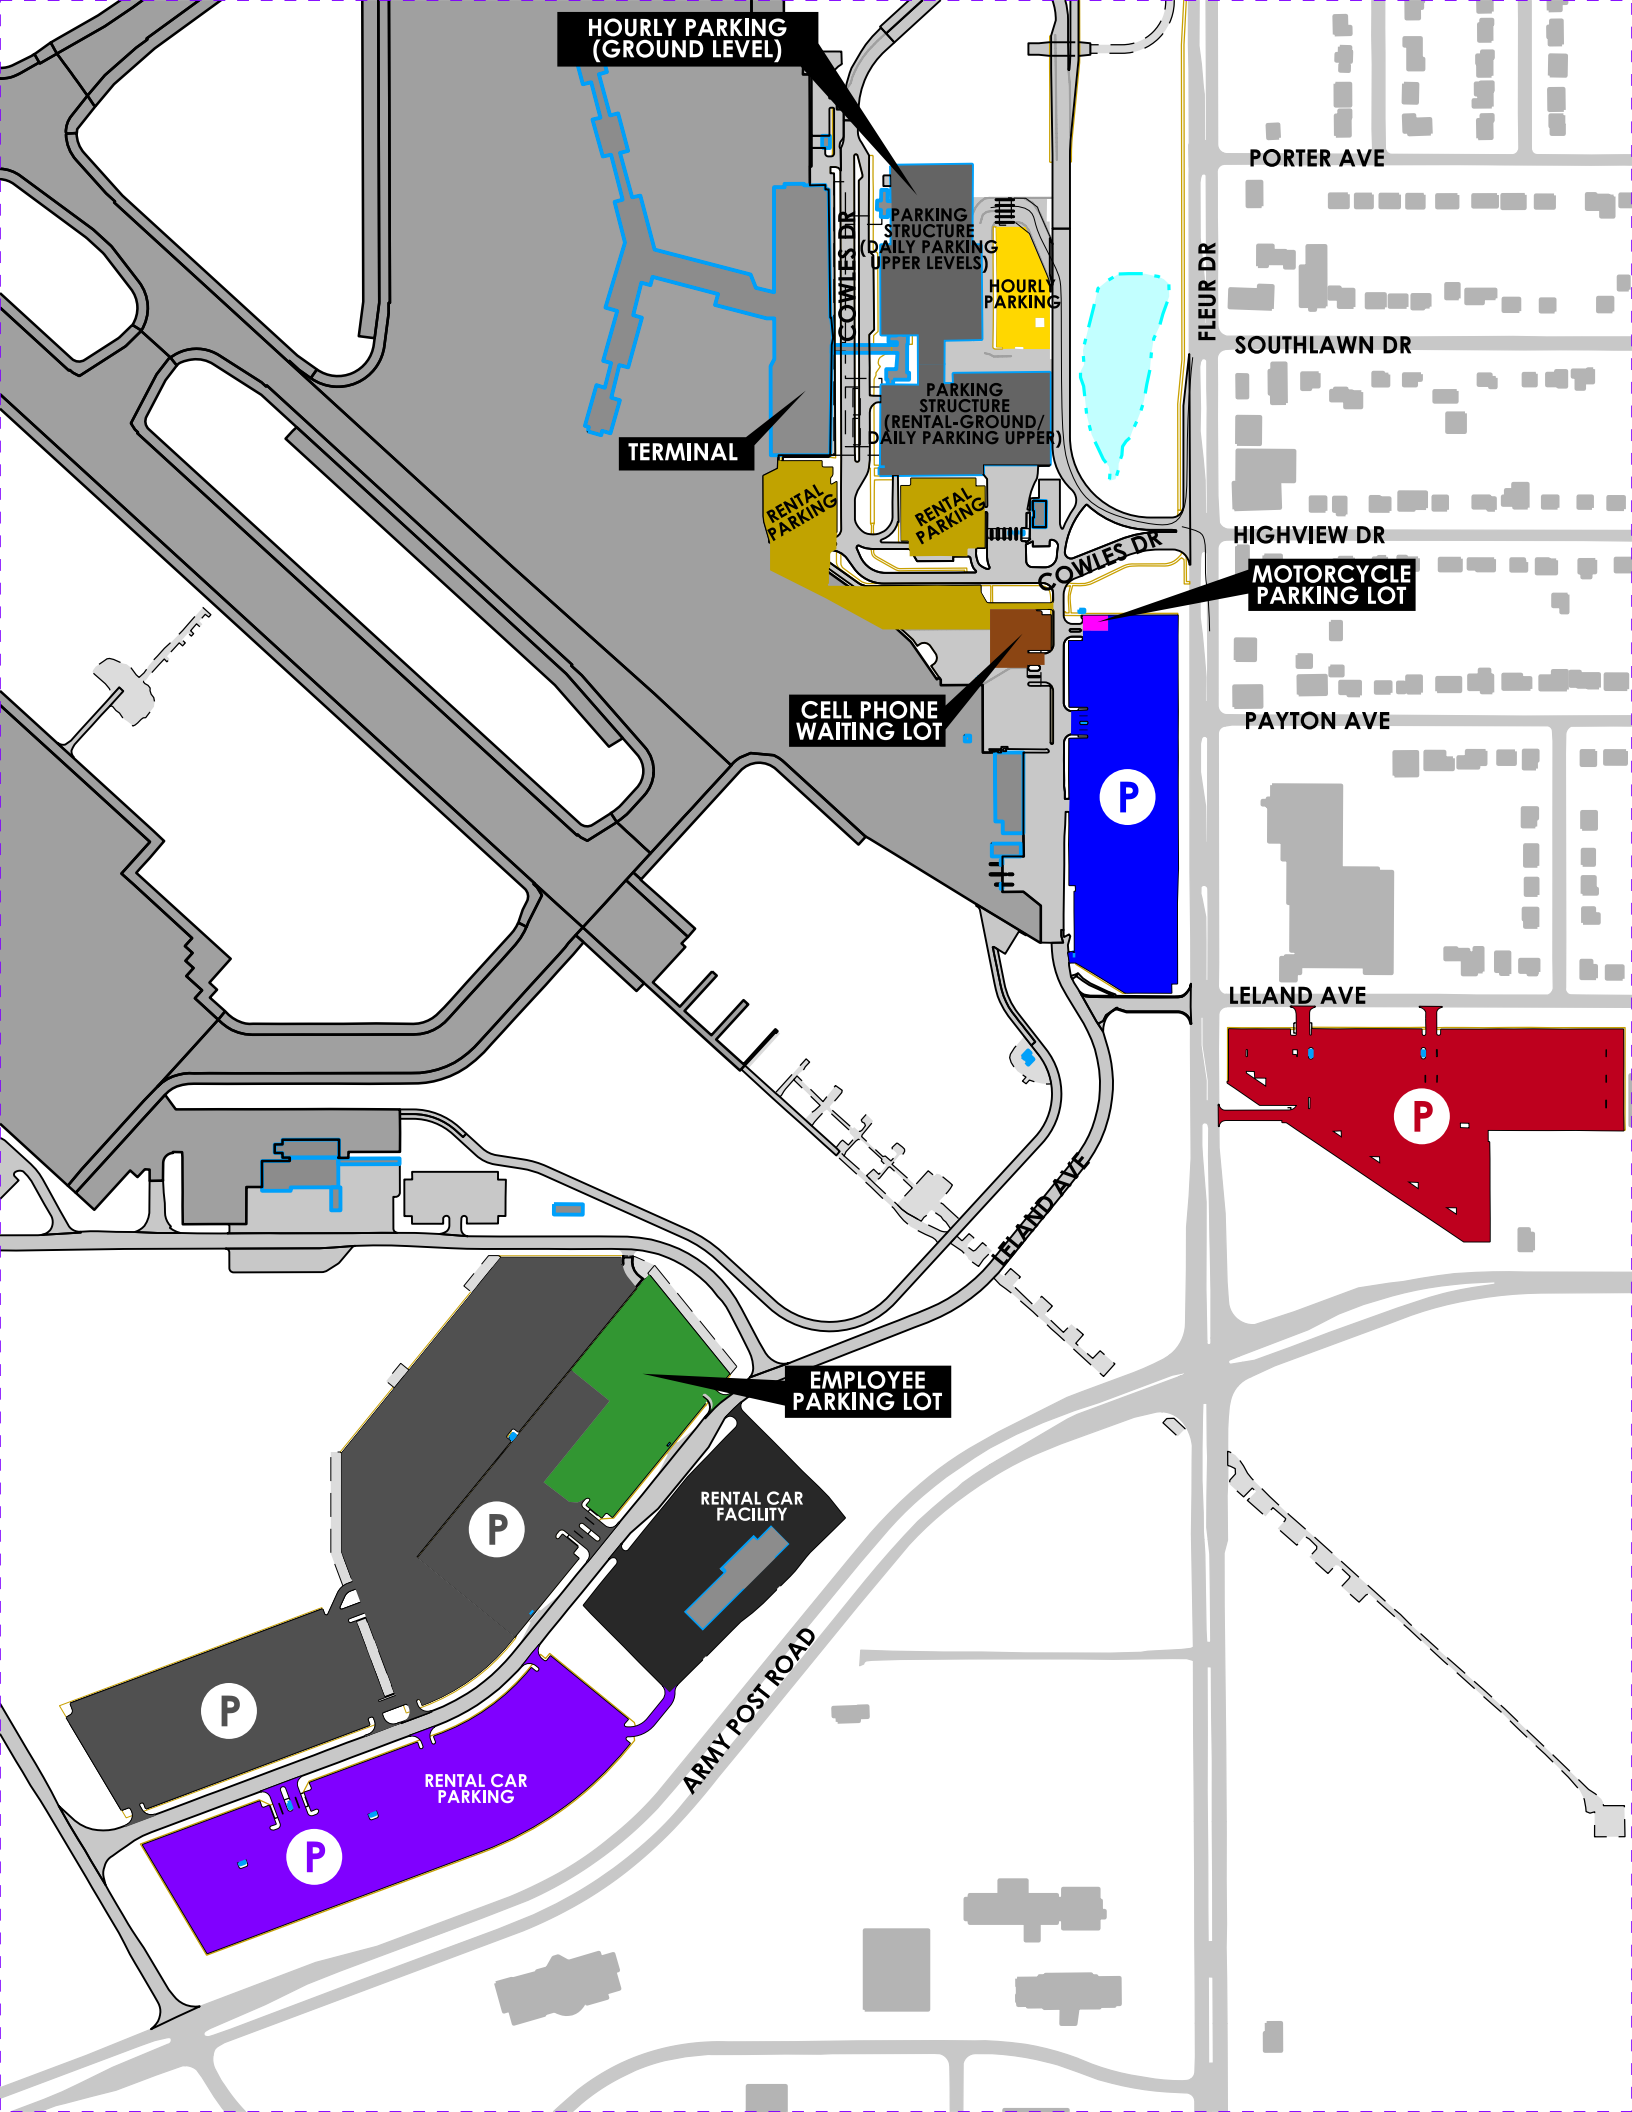 HOURLY PARKING
(GROUND LEVEL)
PORTER AVE
PARKING
STRUCTURE
(DAILY PARKING
UPPER LEVELS)
COWLES DR
FLEUR DR
HOURLY
PARKING
SOUTHLAWN DR
PARKING
STRUCTURE
(RENTAL-GROUND/
DAILY PARKING UPPER)
TERMINAL
RENTAL
PARKING
RENTAL
PARKING
HIGHVIEW DR
COWLES DR
MOTORCYCLE
PARKING LOT
CELL PHONE
WAITING LOT
PAYTON AVE
P
LELAND AVE
P
LELAND AVE
EMPLOYEE
PARKING LOT
RENTAL CAR
FACILITY
P
ARMY POST ROAD
P
RENTAL CAR
PARKING
P